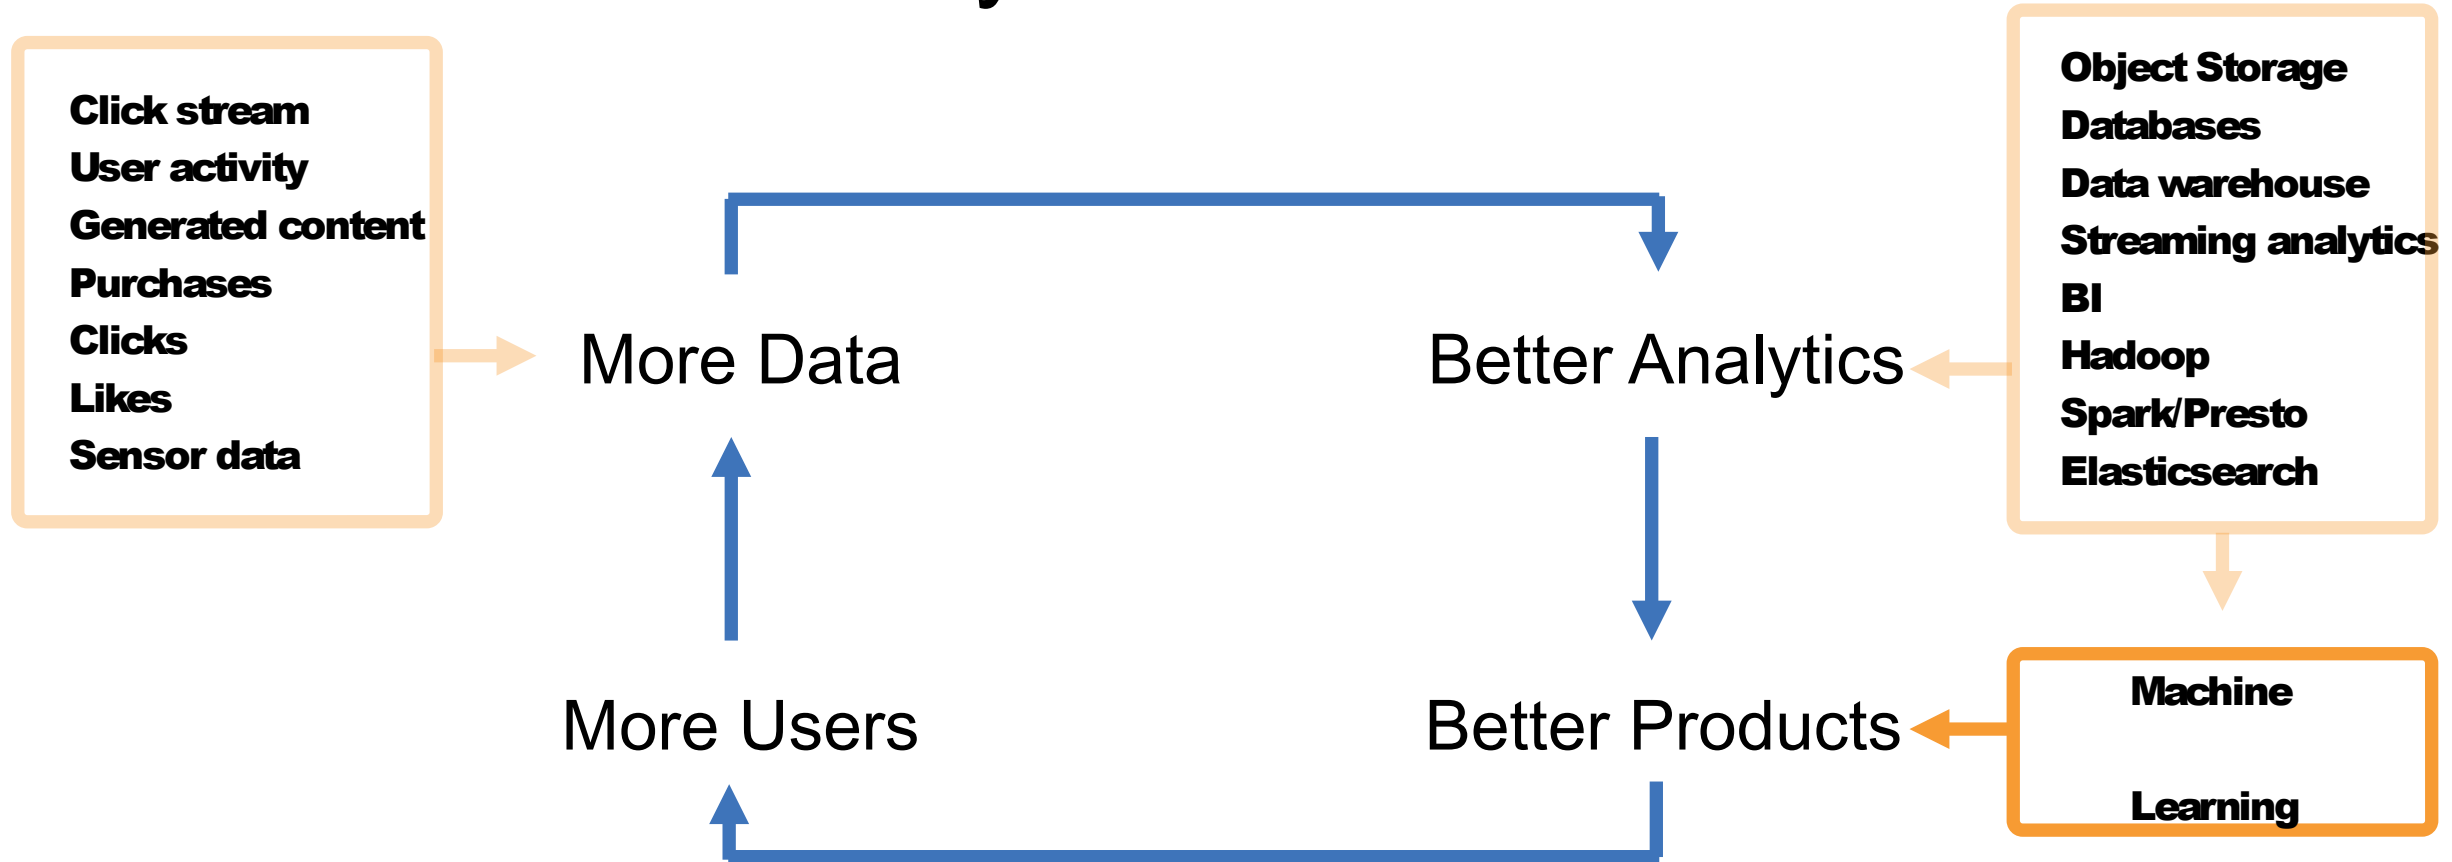 Click stream
User activity
Generated content
Purchases
Clicks
Likes
Sensor data
More Data
Better Analytics
More Users
Better Products
Object Storage
Databases
Data warehouse
Streaming analytics
BI
Hadoop
Spark/Presto
Elasticsearch
Machine
Learning